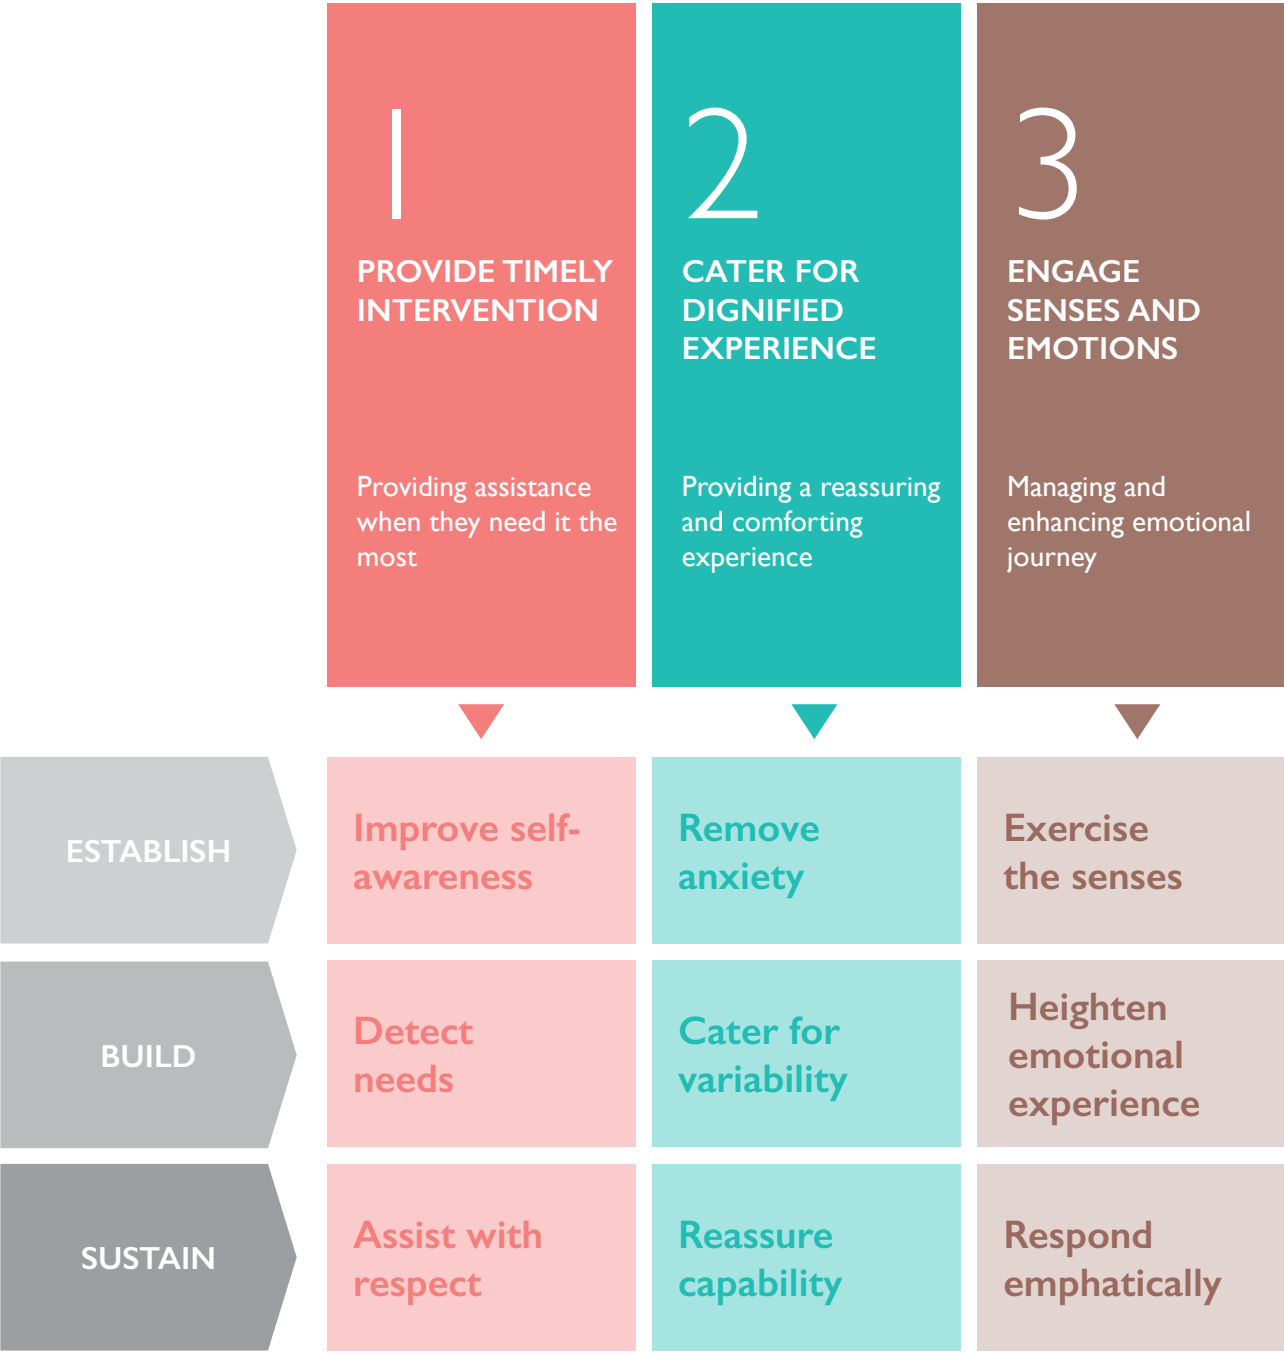 1
PROVIDE TIMELY
INTERVENTION
Providing assistance
when they need it the
most
2
CATER FOR
DIGNIFIED
EXPERIENCE
Providing a reassuring
and comforting
experience
3
ENGAGE
SENSES AND
EMOTIONS
Managing and
enhancing emotional
journey
ESTABLISH
Improve self-
awareness
Remove
anxiety
Exercise
the senses
BUILD
Detect
needs
Cater for
variability
Heighten
emotional
experience
SUSTAIN
Assist with
respect
Reassure
capability
Respond
emphatically